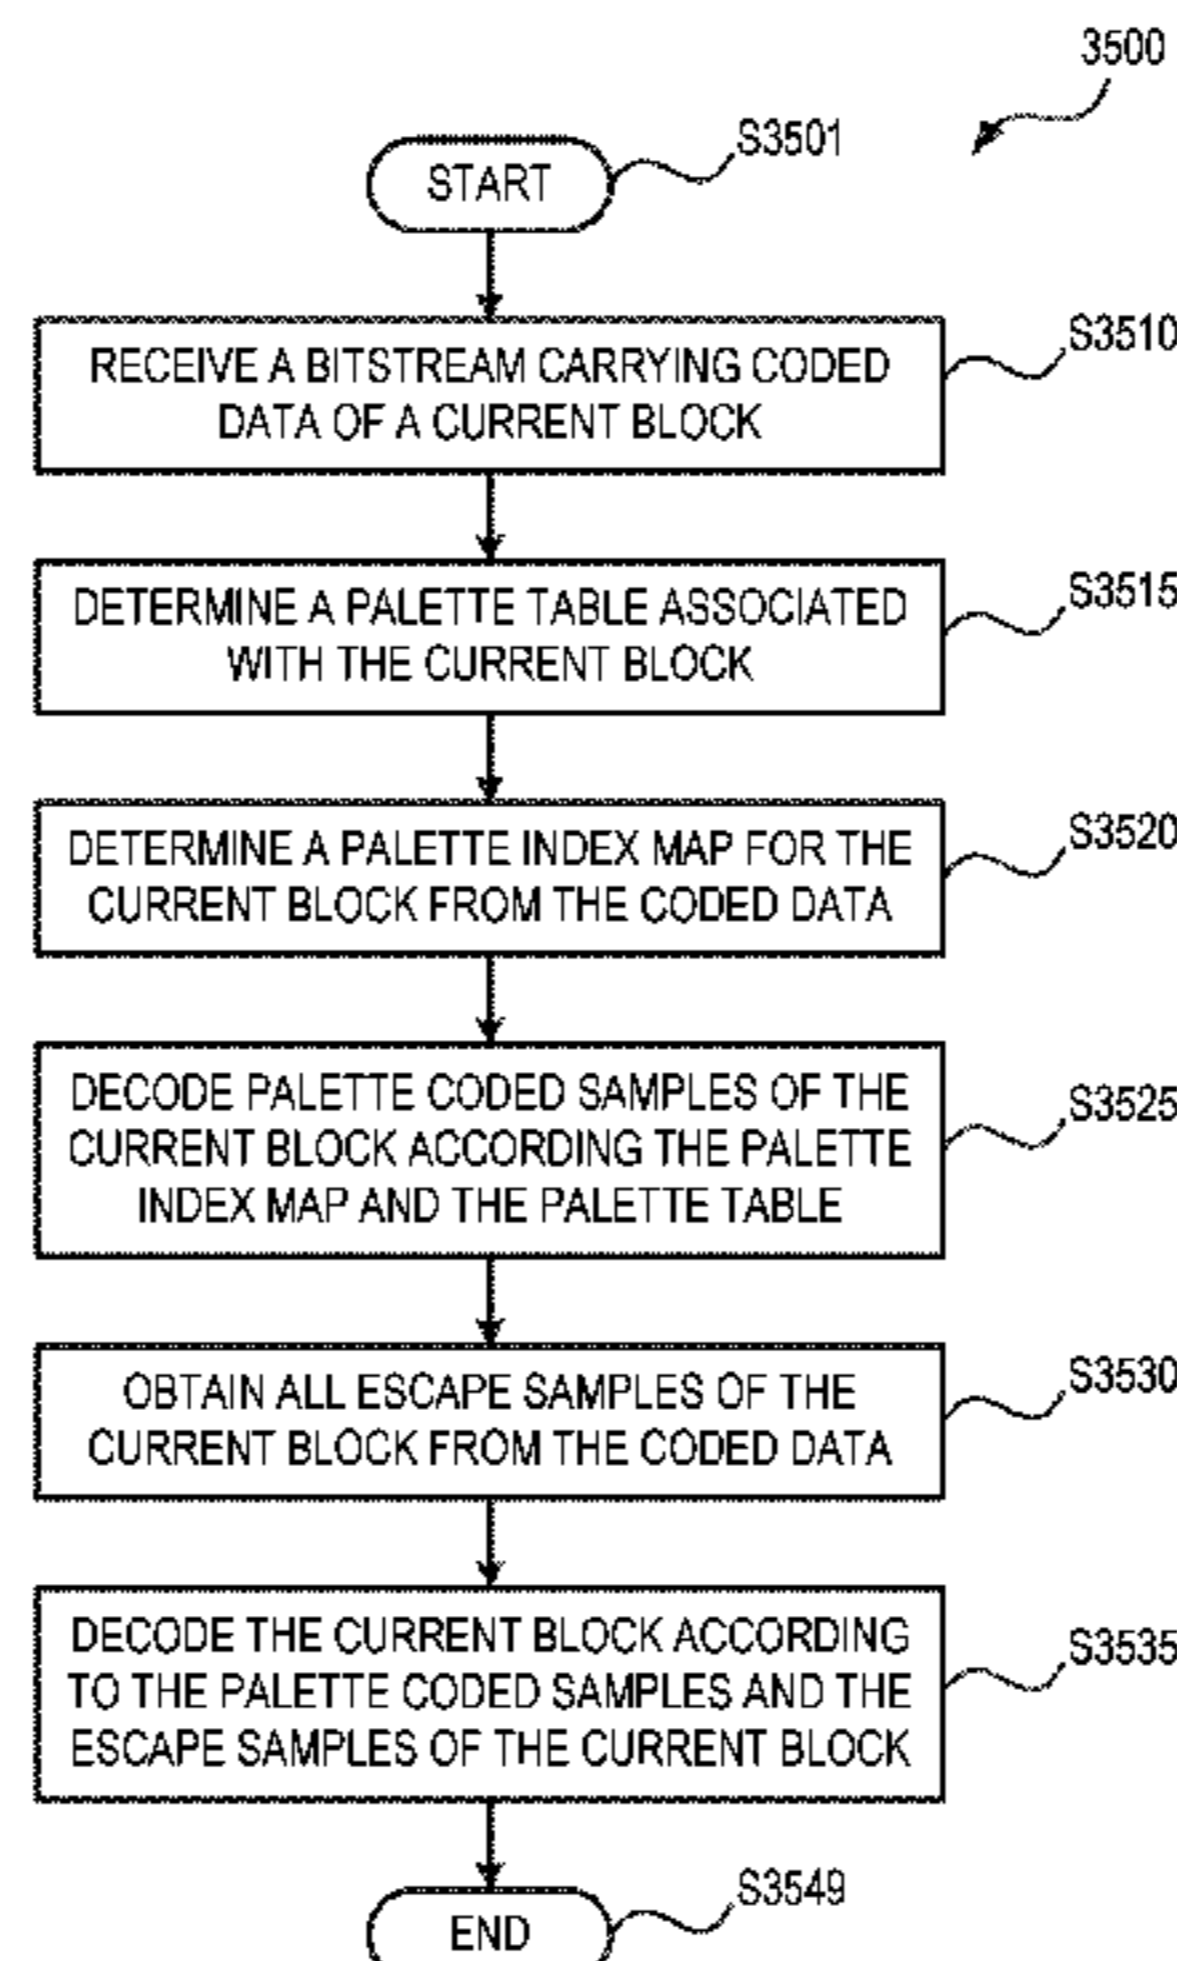 3500
S3501
START
S3510
RECEIVE A BITSTREAM CARRYING CODED
DATA OF A CURRENT BLOCK
S3515
DETERMINE A PALETTE TABLE ASSOCIATED
WITH THE CURRENT BLOCK
S3520
DETERMINE A PALETTE INDEX MAP FOR THE
CURRENT BLOCK FROM THE CODED DATA
S3525
DECODE PALETTE CODED SAMPLES OF THE
CURRENT BLOCK ACCORDING THE PALETTE
INDEX MAP AND THE PALETTE TABLE
S3530
OBTAIN ALL ESCAPE SAMPLES OF THE
CURRENT BLOCK FROM THE CODED DATA
S3535
DECODE THE CURRENT BLOCK ACCORDING
TO THE PALETTE CODED SAMPLES AND THE
ESCAPE SAMPLES OF THE CURRENT BLOCK
S3549
END